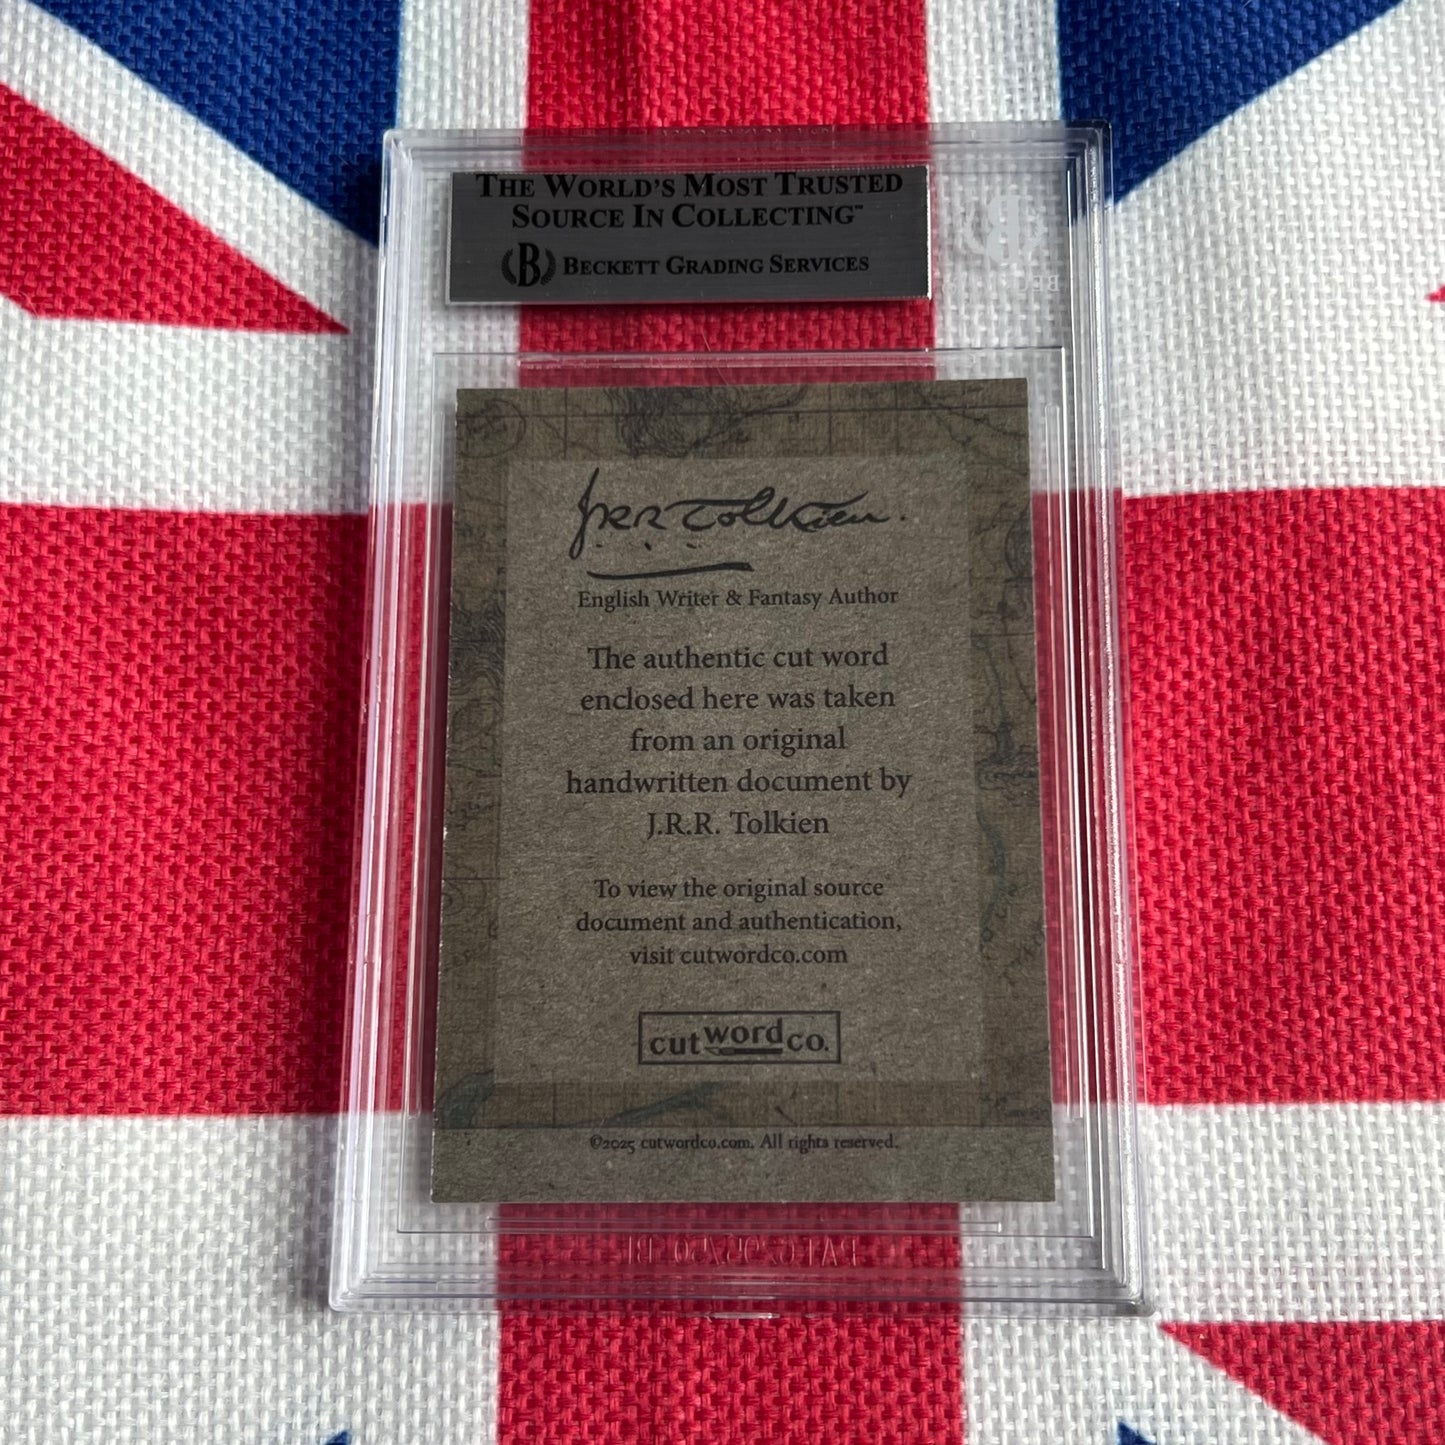 THE WORLD'S MOST TRUSTED
SOURCE IN COLLECTING™
B BECKETT GRADING SERVICES
JRR Tolkien.
English Writer & Fantasy Author
The authentic cut word
enclosed here was taken
from an original
handwritten document by
J.R.R. Tolkien
To view the original source
document and authentication,
visit cutwordco.com
cutwordco.
©2025 cutwordco.com. All rights reserved.